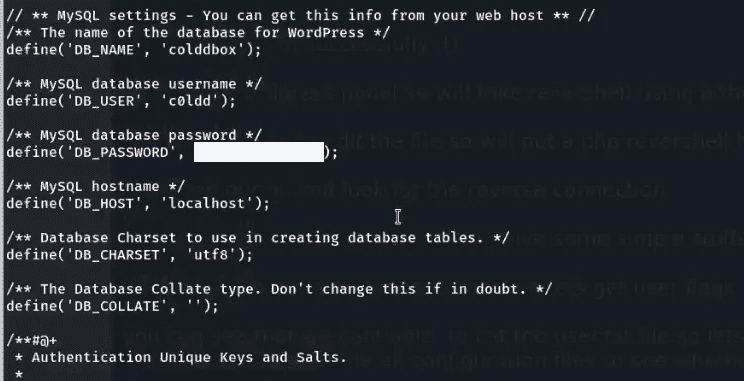 // ** MySQL settings - You can get this info from your web host ** //
/** The name of the database for WordPress */
define('DB_NAME', 'colddbox');
/** MySQL database username */
define('DB_USER', 'c0ldd');
/** MySQL database password */
define('DB_PASSWORD', );
/** MySQL hostname */
define('DB_HOST', 'localhost');
/** Database Charset to use in creating database tables. */
define('DB_CHARSET', 'utf8');
/** The Database Collate type. Don't change this if in doubt. */
define('DB_COLLATE', '');
/**#@+
* Authentication Unique Keys and Salts.
*